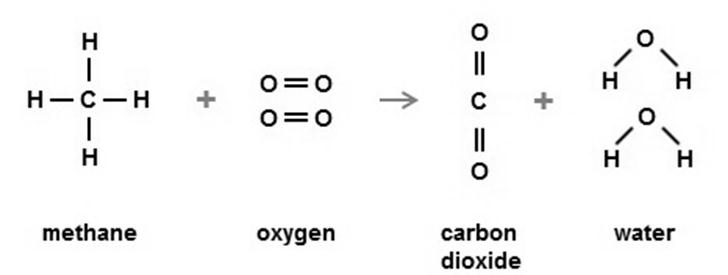 H
H—C—H
H
+
O=O
O=O
→
O
||
C
||
O
+
O
H H
O
H H
methane
oxygen
carbon
dioxide
water